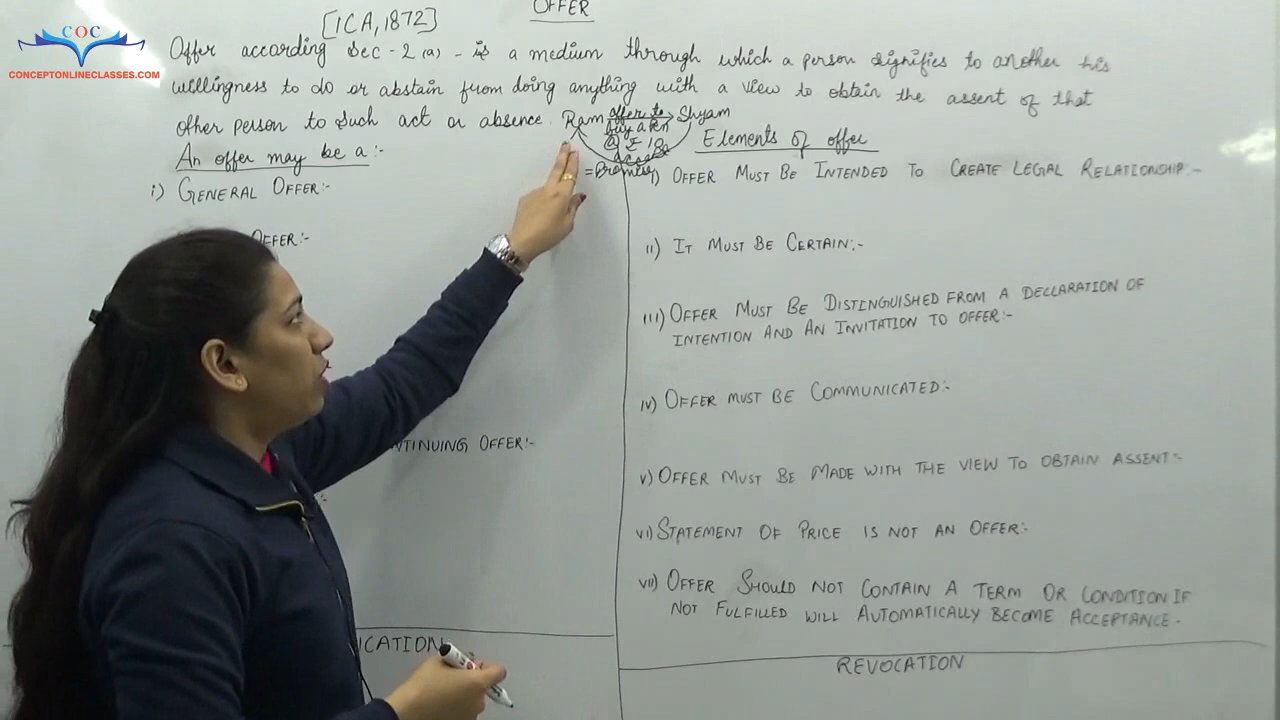 COC
CONCEPTONLINECLASSES.COM
OFFER
[ICA, 1872]
Offer according Sec - 2 (a) - is a medium through which a person signifies to another his
willingness to do or abstain from doing anything with a view to obtain the assent of that
other person to such act or absence. Ram offer to Shyam
buy a Pen
@ ₹ 10
= Promise
An offer may be a:-
i) GENERAL OFFER:-
OFFER:-
NTINUING OFFER:-
ICATION
Elements of offer
i) OFFER MUST BE INTENDED TO CREATE LEGAL RELATIONSHIP:-
ii) IT MUST BE CERTAIN:-
iii) OFFER MUST BE DISTINGUISHED FROM A DECLARATION OF
INTENTION AND AN INVITATION TO OFFER:-
iv) OFFER MUST BE COMMUNICATED:-
v) OFFER MUST BE MADE WITH THE VIEW TO OBTAIN ASSENT:-
vi) STATEMENT OF PRICE IS NOT AN OFFER:-
vii) OFFER SHOULD NOT CONTAIN A TERM OR CONDITION IF
NOT FULFILLED WILL AUTOMATICALLY BECOME ACCEPTANCE.
REVOCATION